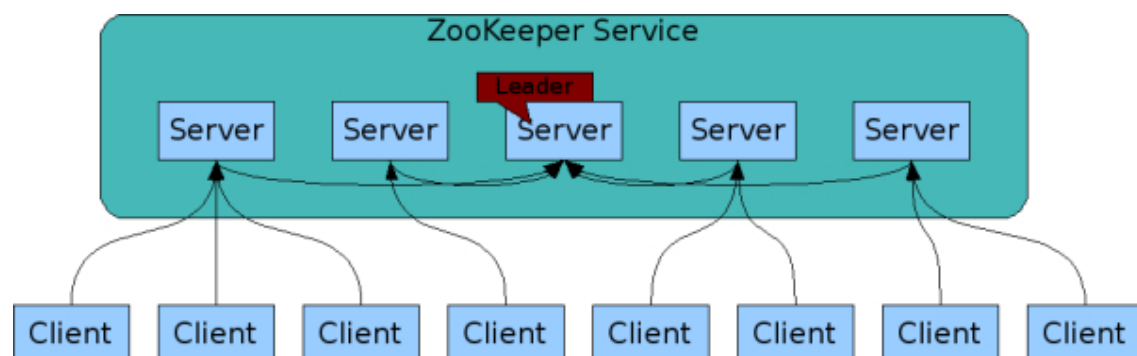 ZooKeeper Service
Leader
Server Server Server Server Server
Client Client Client Client Client Client Client Client